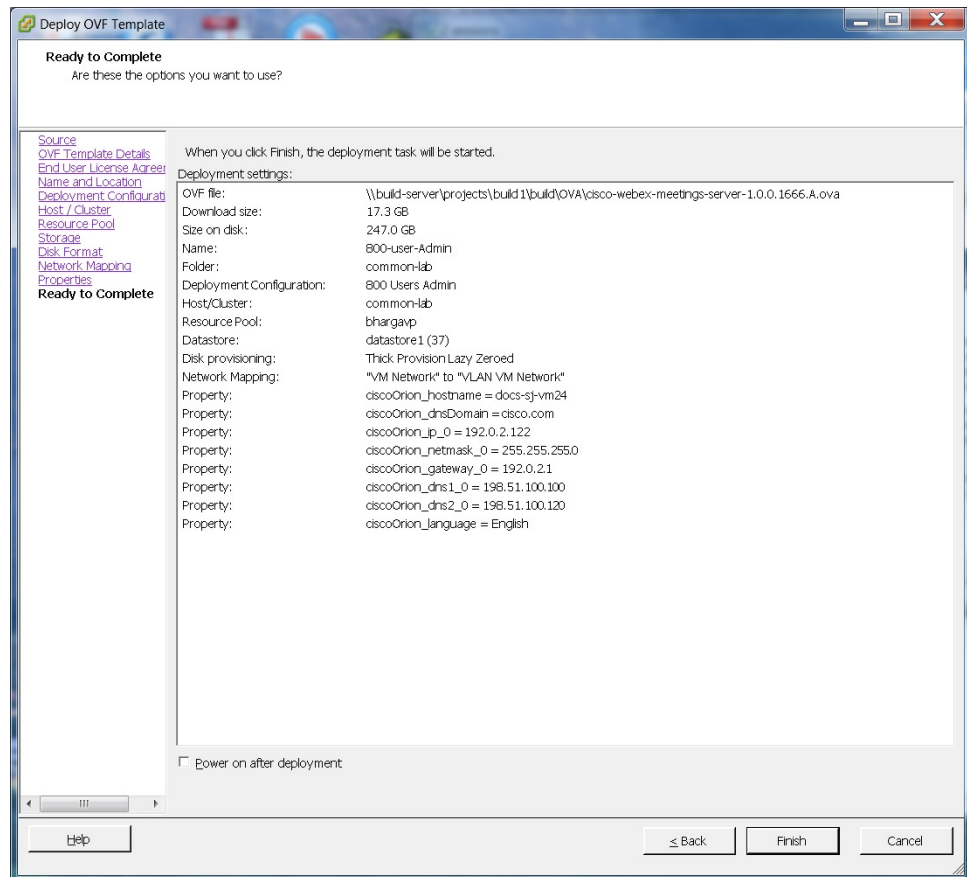 Deploy OVF Template
Ready to Complete
Are these the options you want to use?
Source
OVF Template Details
End User License Agreer
Name and Location
Deployment Configurati
Host / Cluster
Resource Pool
Storage
Disk Format
Network Mapping
Properties
Ready to Complete
When you click Finish, the deployment task will be started.
Deployment settings:
OVF file: \\build-server\projects\build1\build\OVA\cisco-webex-meetings-server-1.0.0.1666.A.ova
Download size: 17.3 GB
Size on disk: 247.0 GB
Name: 800-user-Admin
Folder: common-lab
Deployment Configuration: 800 Users Admin
Host/Cluster: common-lab
Resource Pool: bhargavp
Datastore: datastore1 (37)
Disk provisioning: Thick Provision Lazy Zeroed
Network Mapping: "VM Network" to "VLAN VM Network"
Property: ciscoOrion_hostname = docs-sj-vm24
Property: ciscoOrion_dnsDomain = cisco.com
Property: ciscoOrion_ip_0 = 192.0.2.122
Property: ciscoOrion_netmask_0 = 255.255.255.0
Property: ciscoOrion_gateway_0 = 192.0.2.1
Property: ciscoOrion_dns1_0 = 198.51.100.100
Property: ciscoOrion_dns2_0 = 198.51.100.120
Property: ciscoOrion_language = English
Power on after deployment
Help
< Back
Finish
Cancel